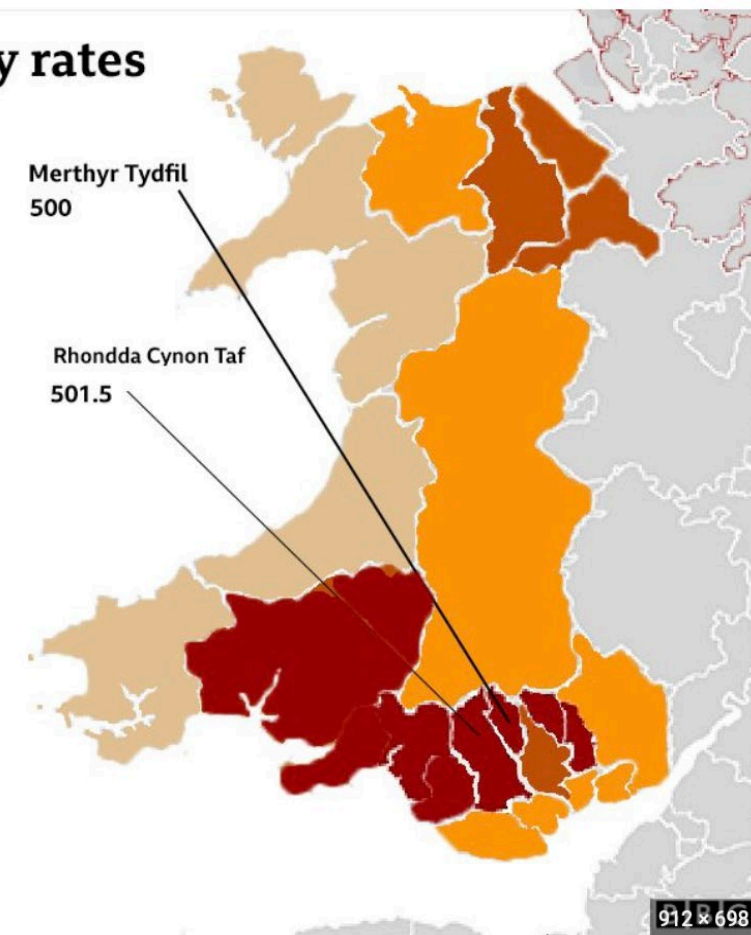 y rates
Merthyr Tydfil
500
Rhondda Cynon Taf
501.5
912 × 698